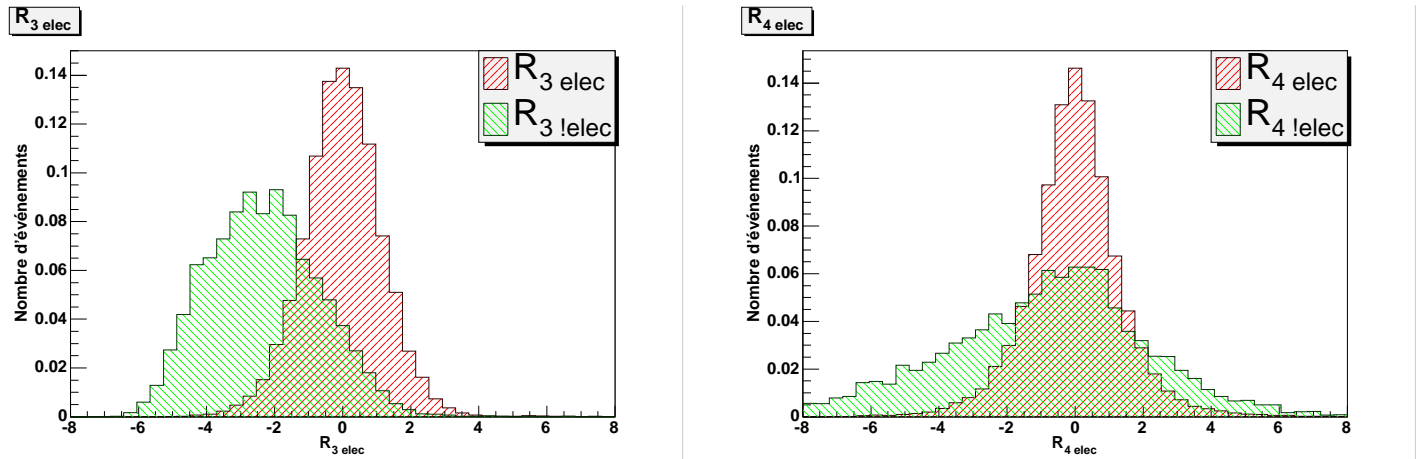 R3 elec
R3 elec
R3 !elec
Nombre d'événements
0.14
0.12
0.1
0.08
0.06
0.04
0.02
0
-8 -6 -4 -2 0 2 4 6 8
R3 elec
R4 elec
R4 elec
R4 !elec
Nombre d'événements
0.14
0.12
0.1
0.08
0.06
0.04
0.02
0
-8 -6 -4 -2 0 2 4 6 8
R4 elec